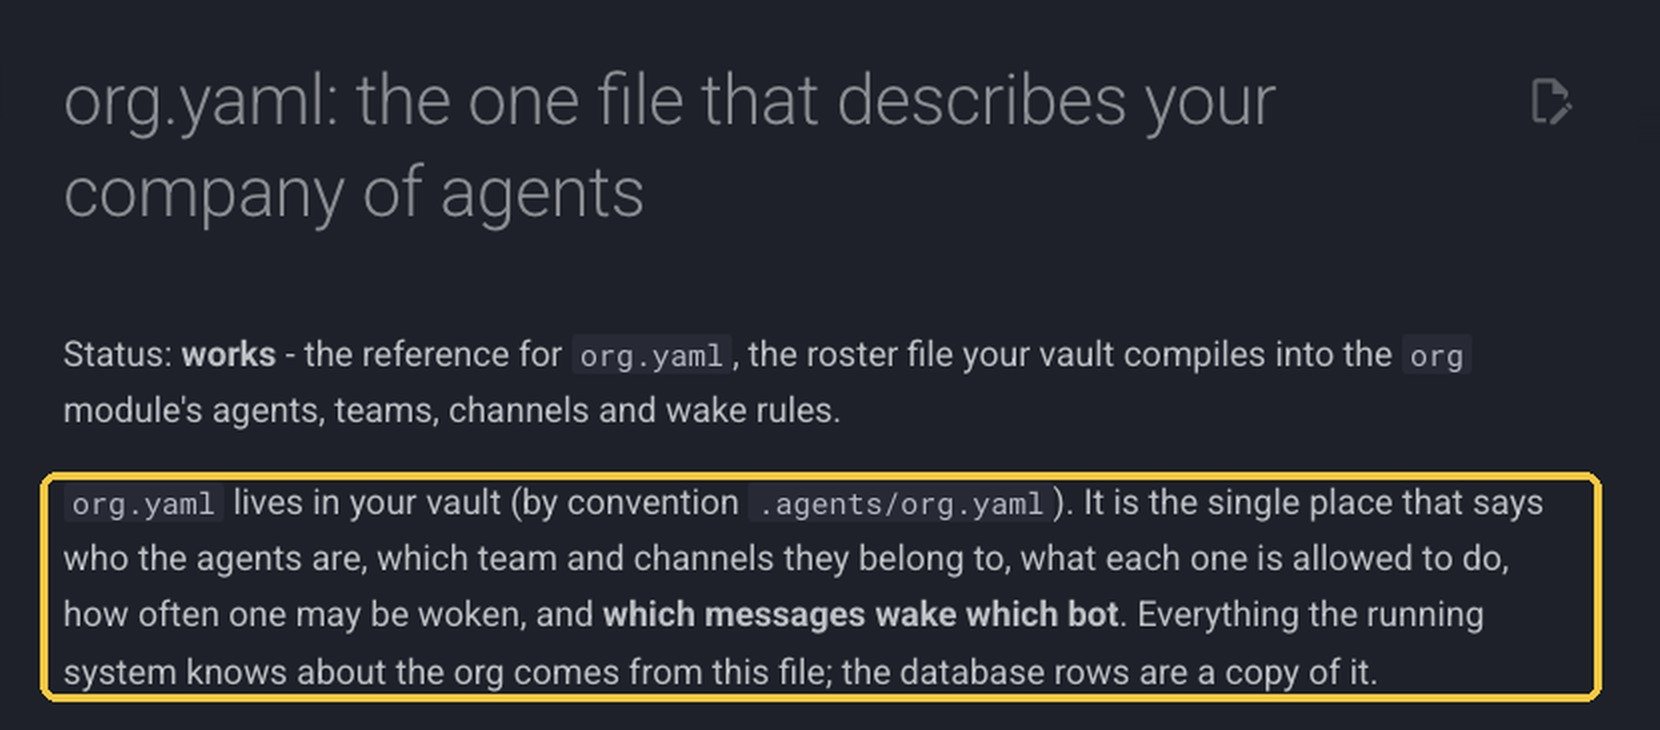 org.yaml: the one file that describes your
company of agents
Status: works - the reference for org.yaml, the roster file your vault compiles into the org
module's agents, teams, channels and wake rules.
org.yaml lives in your vault (by convention .agents/org.yaml). It is the single place that says
who the agents are, which team and channels they belong to, what each one is allowed to do,
how often one may be woken, and which messages wake which bot. Everything the running
system knows about the org comes from this file; the database rows are a copy of it.